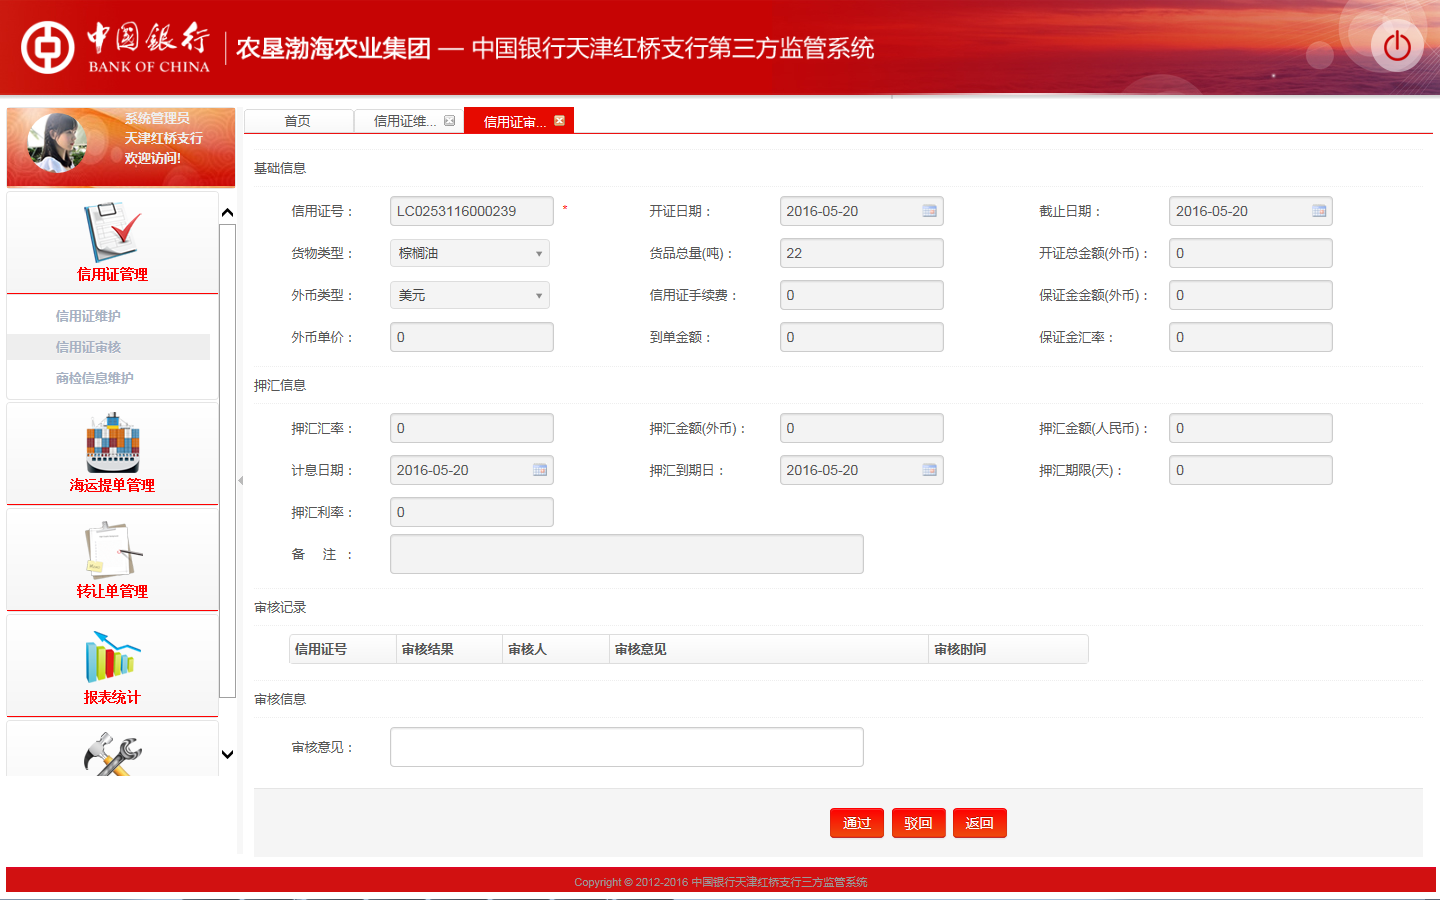 中国银行
BANK OF CHINA
农垦渤海农业集团 — 中国银行天津红桥支行第三方监管系统
系统管理员
天津红桥支行
欢迎访问!
首页
信用证维...
信用证审...
信用证管理
信用证维护
信用证审核
商检信息维护
海运提单管理
转让单管理
报表统计
基础信息
信用证号： LC0253116000239 * 开证日期： 2016-05-20 截止日期： 2016-05-20
货物类型： 棕榈油 货品总量(吨)： 22 开证总金额(外币)： 0
外币类型： 美元 信用证手续费： 0 保证金金额(外币)： 0
外币单价： 0 到单金额： 0 保证金汇率： 0
押汇信息
押汇汇率： 0 押汇金额(外币)： 0 押汇金额(人民币)： 0
计息日期： 2016-05-20 押汇到期日： 2016-05-20 押汇期限(天)： 0
押汇利率： 0
备 注：
审核记录
信用证号 审核结果 审核人 审核意见 审核时间
审核信息
审核意见：
通过 驳回 返回
Copyright © 2012-2016 中国银行天津红桥支行三方监管系统